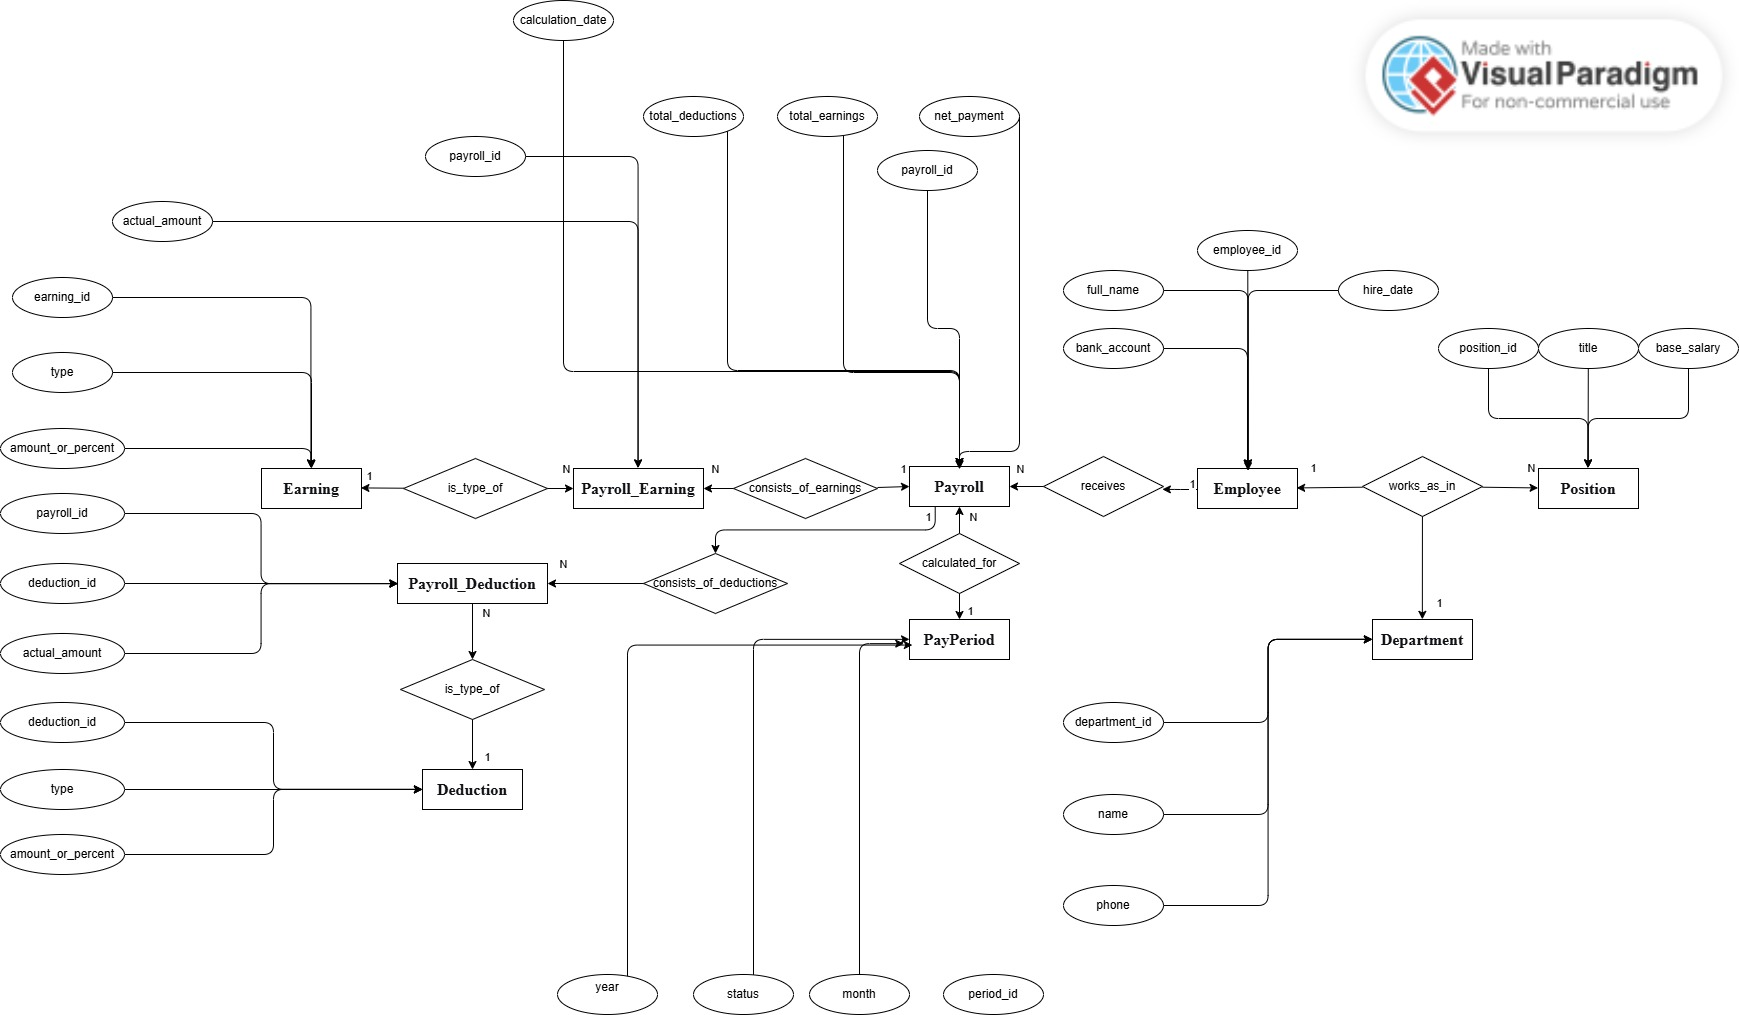 calculation_date
Made with
Visual Paradigm
For non-commercial use
total_deductions
total_earnings
net_payment
payroll_id
payroll_id
actual_amount
employee_id
earning_id
full_name
hire_date
bank_account
position_id
title
base_salary
type
amount_or_percent
1
N
N
1
N
1
1
N
Earning
is_type_of
Payroll_Earning
consists_of_earnings
Payroll
receives
Employee
works_as_in
Position
payroll_id
1
N
N
calculated_for
deduction_id
Payroll_Deduction
consists_of_deductions
1
1
N
PayPeriod
Department
actual_amount
is_type_of
deduction_id
department_id
1
type
Deduction
name
amount_or_percent
phone
year
status
month
period_id